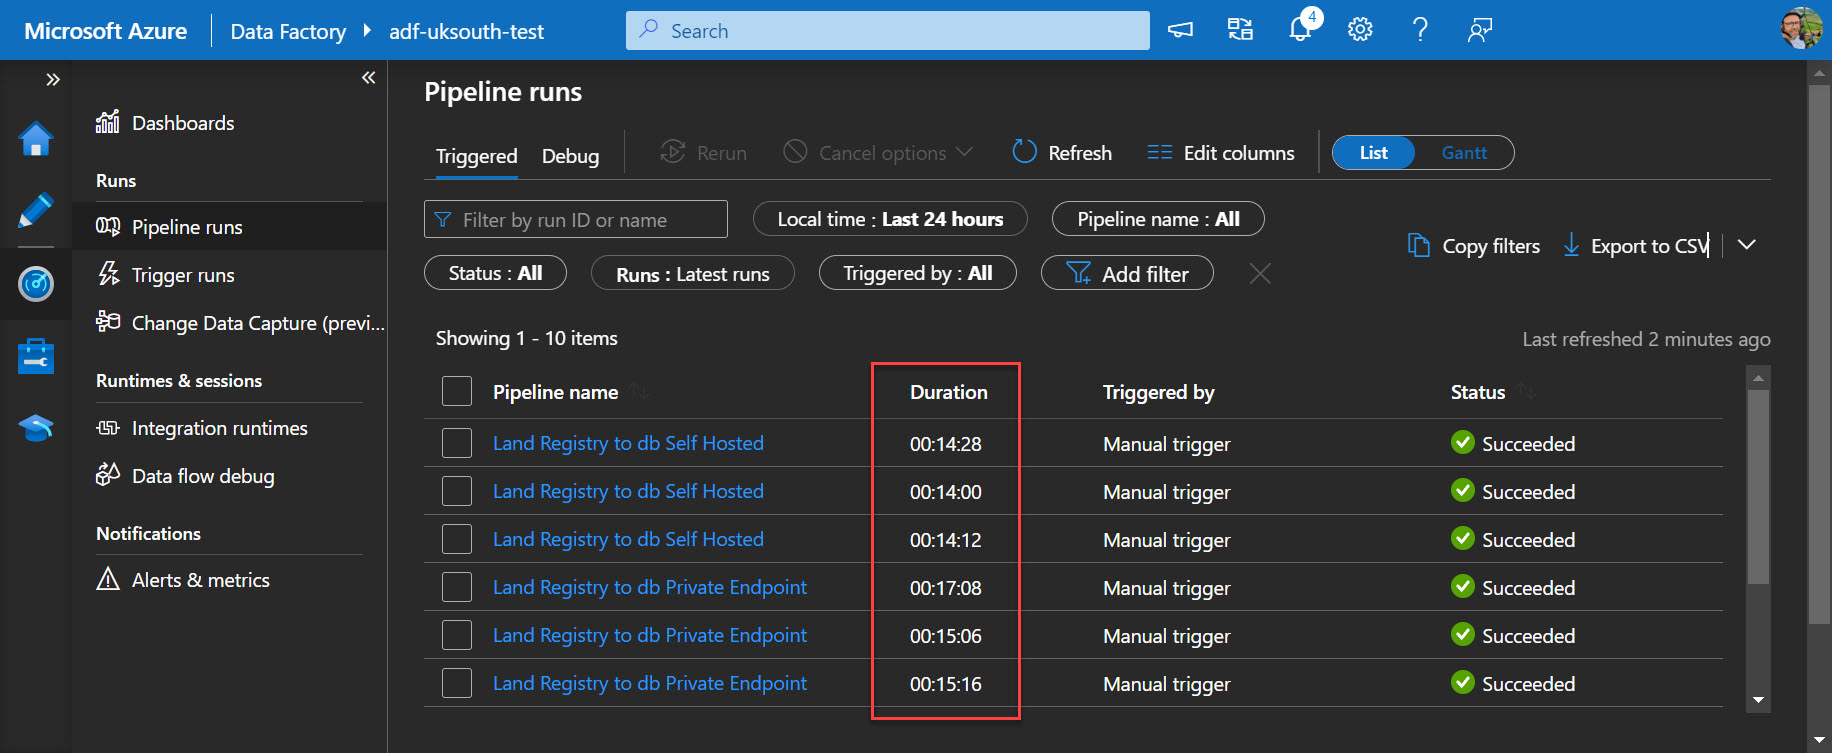 Microsoft Azure
Data Factory
adf-uksouth-test
Search
4
Dashboards
Runs
Pipeline runs
Trigger runs
Change Data Capture (previ...
Runtimes & sessions
Integration runtimes
Data flow debug
Notifications
Alerts & metrics
Pipeline runs
Triggered Debug Rerun Cancel options Refresh Edit columns List Gantt
Filter by run ID or name Local time : Last 24 hours Pipeline name : All
Status : All Runs : Latest runs Triggered by : All Add filter
Copy filters Export to CSV
Showing 1 - 10 items
Last refreshed 2 minutes ago
Pipeline name Duration Triggered by Status
Land Registry to db Self Hosted 00:14:28 Manual trigger Succeeded
Land Registry to db Self Hosted 00:14:00 Manual trigger Succeeded
Land Registry to db Self Hosted 00:14:12 Manual trigger Succeeded
Land Registry to db Private Endpoint 00:17:08 Manual trigger Succeeded
Land Registry to db Private Endpoint 00:15:06 Manual trigger Succeeded
Land Registry to db Private Endpoint 00:15:16 Manual trigger Succeeded